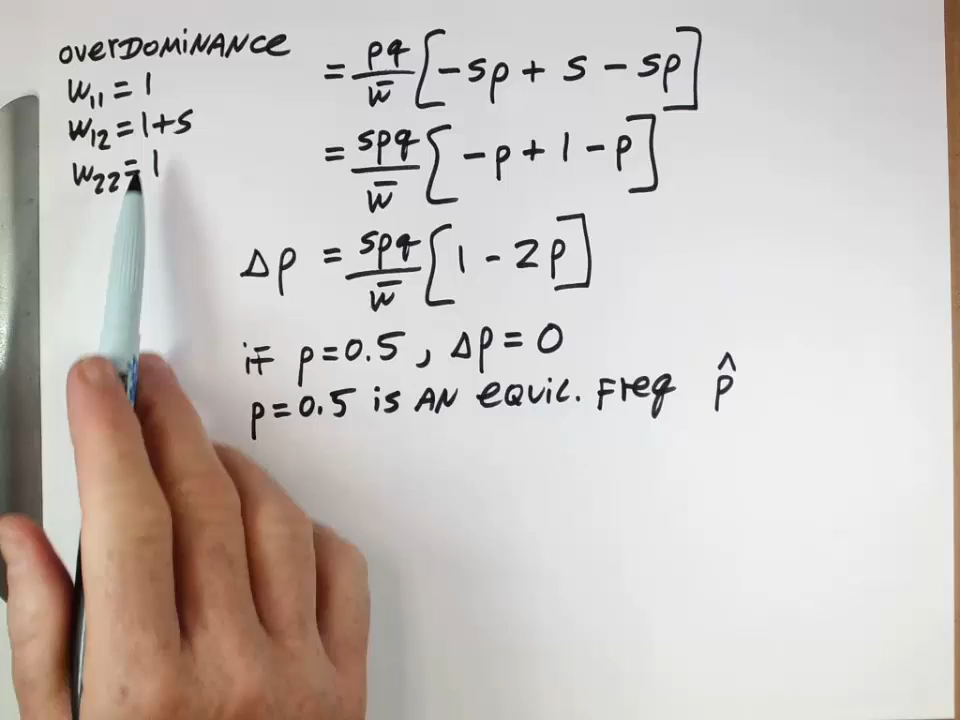 overDOMINANCE
w₁₁ = 1
w₁₂ = 1+s
w₂₂ = 1
= pq/w̄ [-sp + s - sp]
= spq/w̄ [-p + 1 - p]
Δp = spq/w̄ [1 - 2p]
if p=0.5, Δp = 0
p=0.5 is AN equil. Freq p̂